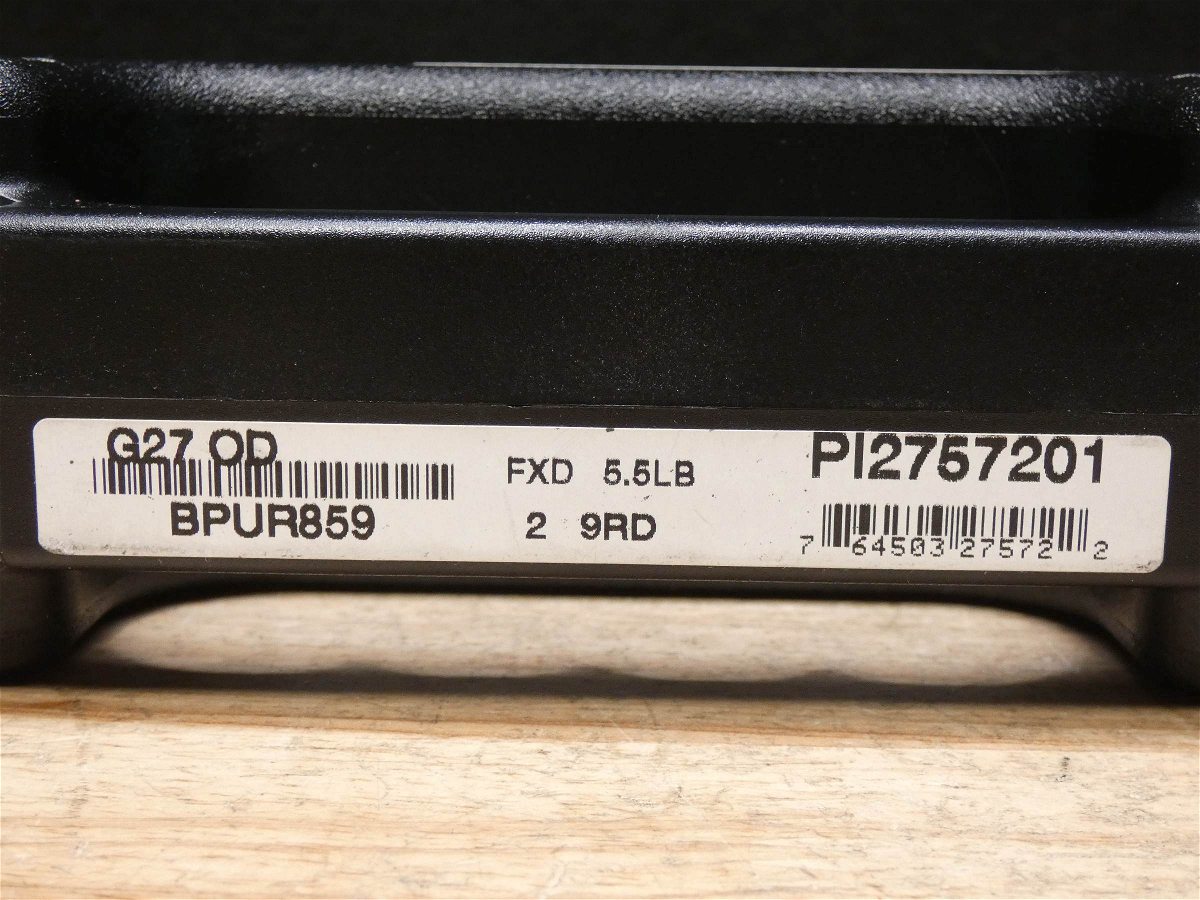 G27 OD
BPUR859
FXD 5.5LB
2 9RD
PI2757201
7 64503 27572 2